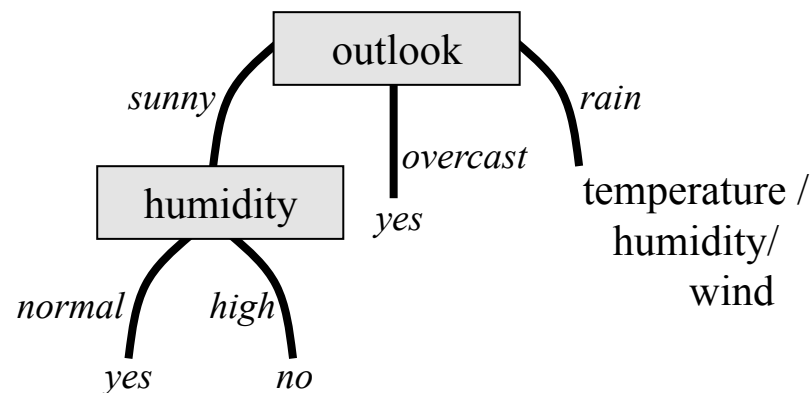 outlook
sunny
rain
overcast
humidity
yes
temperature /
humidity/
wind
normal
high
yes
no